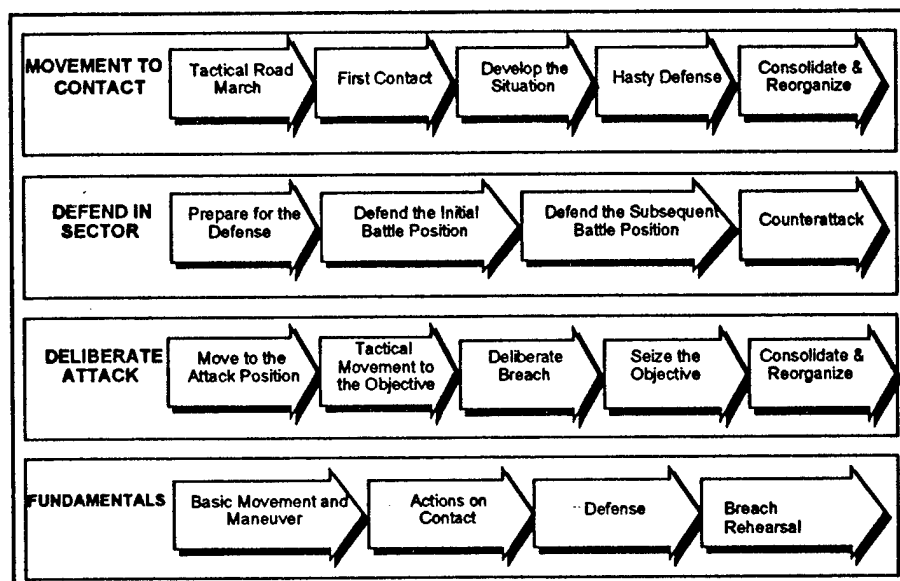 MOVEMENT TO
CONTACT
Tactical Road
March
First Contact
Develop the
Situation
Hasty Defense
Consolidate &
Reorganize
DEFEND IN
SECTOR
Prepare for the
Defense
Defend the Initial
Battle Position
Defend the Subsequent
Battle Position
Counterattack
DELIBERATE
ATTACK
Move to the
Attack Position
Tactical
Movement to
the Objective
Deliberate
Breach
Seize the
Objective
Consolidate &
Reorganize
FUNDAMENTALS
Basic Movement and
Maneuver
Actions on
Contact
Defense
Breach
Rehearsal